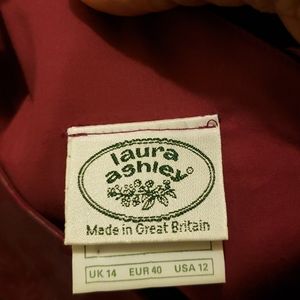 laura
ashley®
Made in Great Britain
UK 14 EUR 40 USA 12